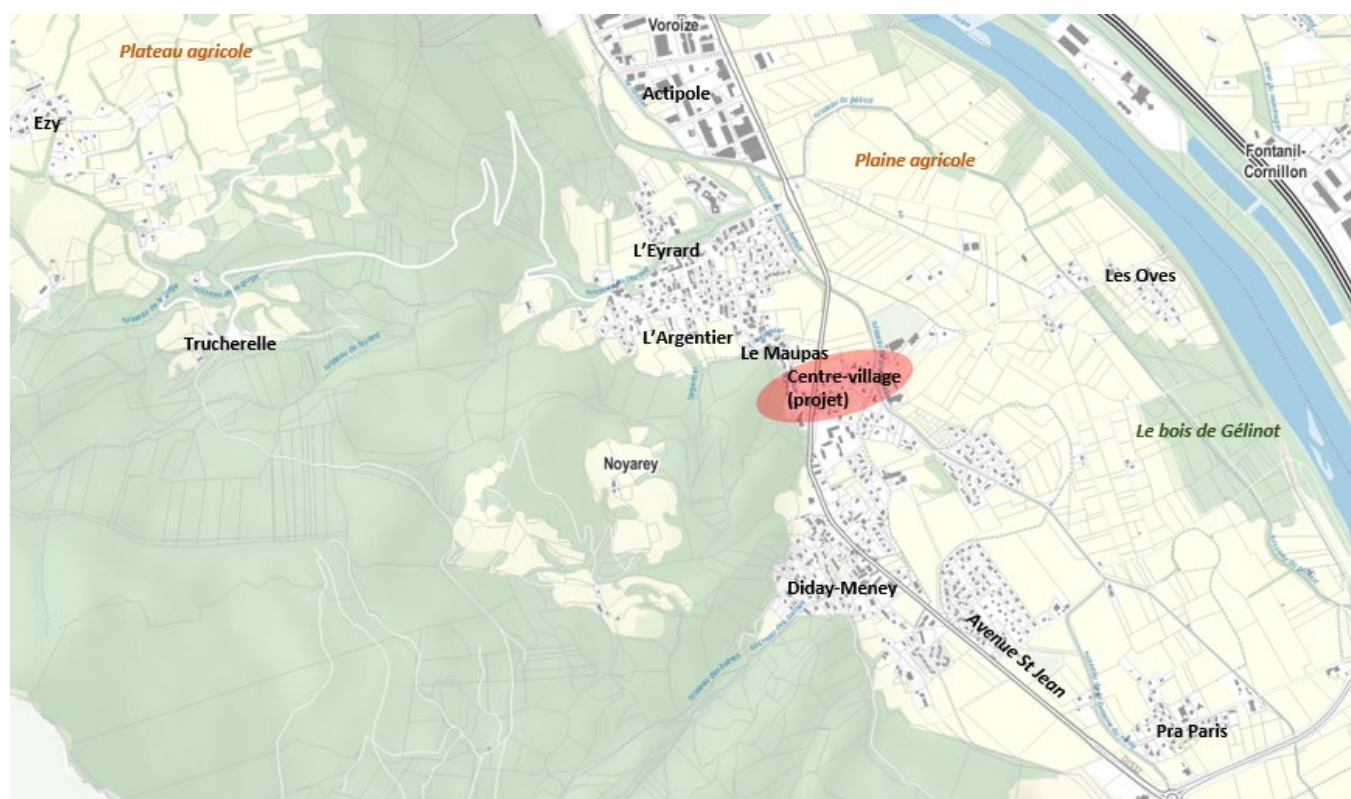 Voroize
Plateau agricole
Actipole
Ezy
Plaine agricole
Fontanil-
Cornillon
L'Eyrard
Les Oves
Trucherelle
L'Argentier
Le Maupas
Centre-village
(projet)
Le bois de Gélinot
Noyarey
Diday-Meney
Avenue St Jean
Pra Paris
D1532